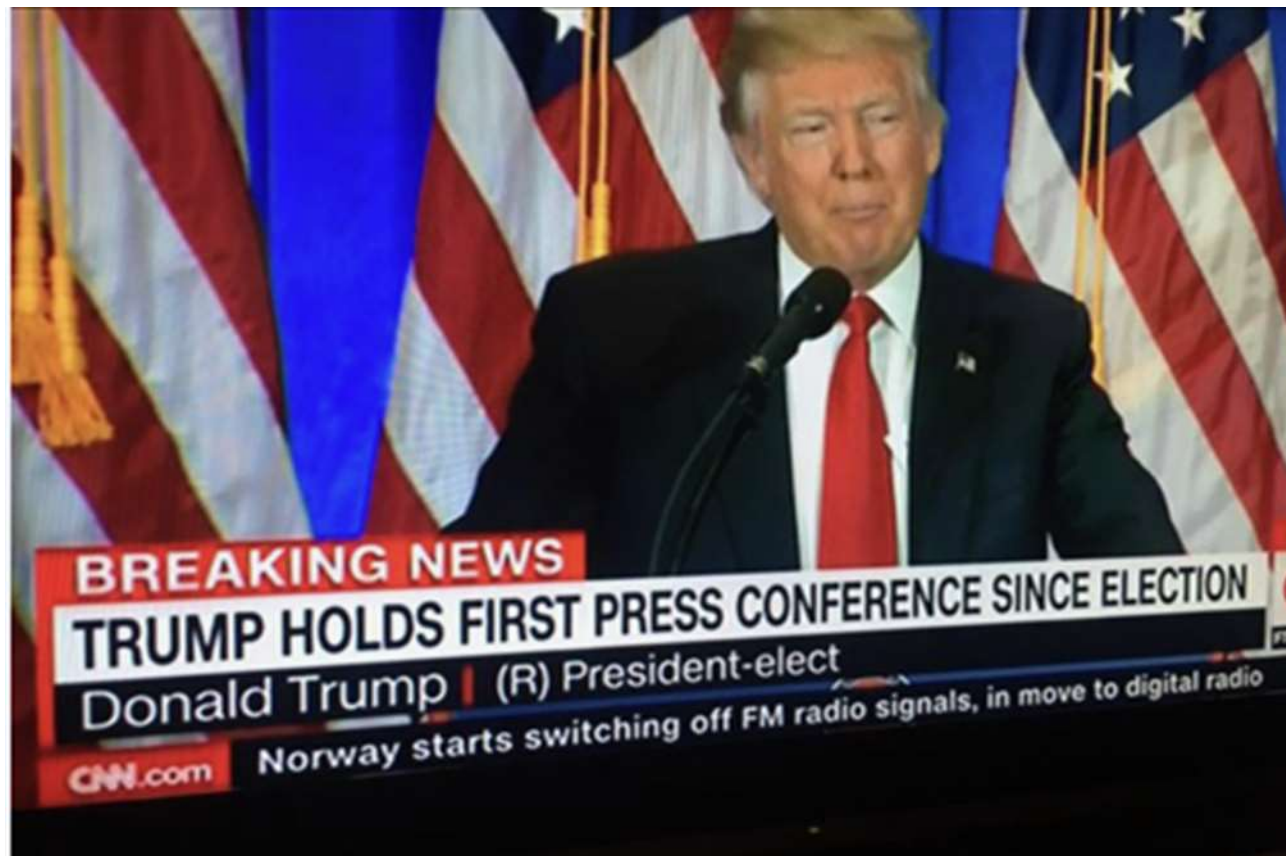 BREAKING NEWS
TRUMP HOLDS FIRST PRESS CONFERENCE SINCE ELECTION
Donald Trump | (R) President-elect
CNN.com Norway starts switching off FM radio signals, in move to digital radio